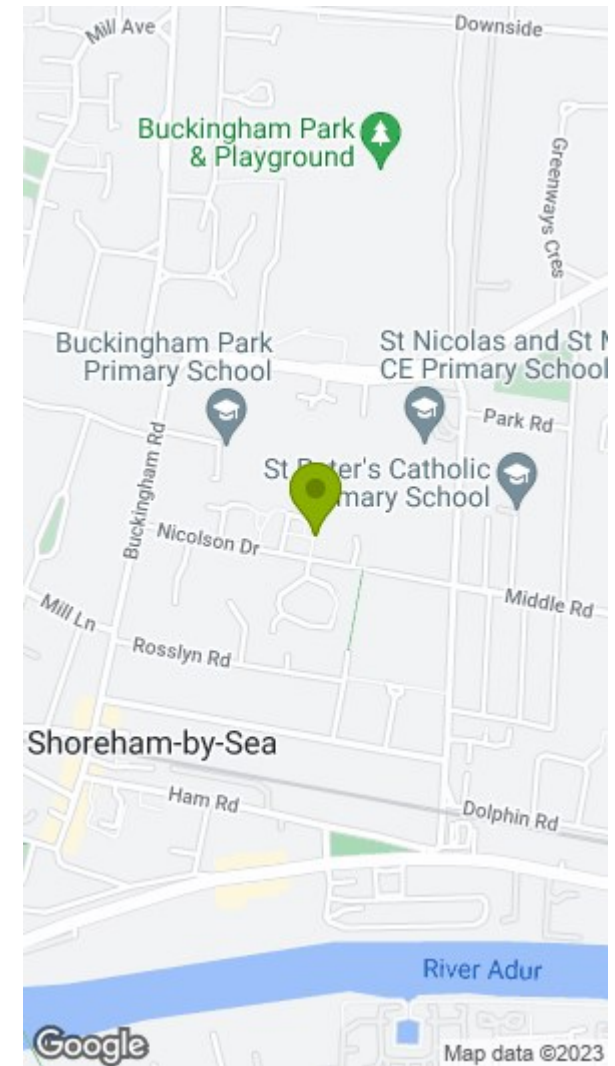 Mill Ave
Downside
Buckingham Park
& Playground
Greenways Cres
Buckingham Park
Primary School
St Nicolas and St M
CE Primary School
Park Rd
Buckingham Rd
St Peter's Catholic
Primary School
Nicolson Dr
Middle Rd
Mill Ln
Rosslyn Rd
Shoreham-by-Sea
Ham Rd
Dolphin Rd
River Adur
Google
Map data ©2023